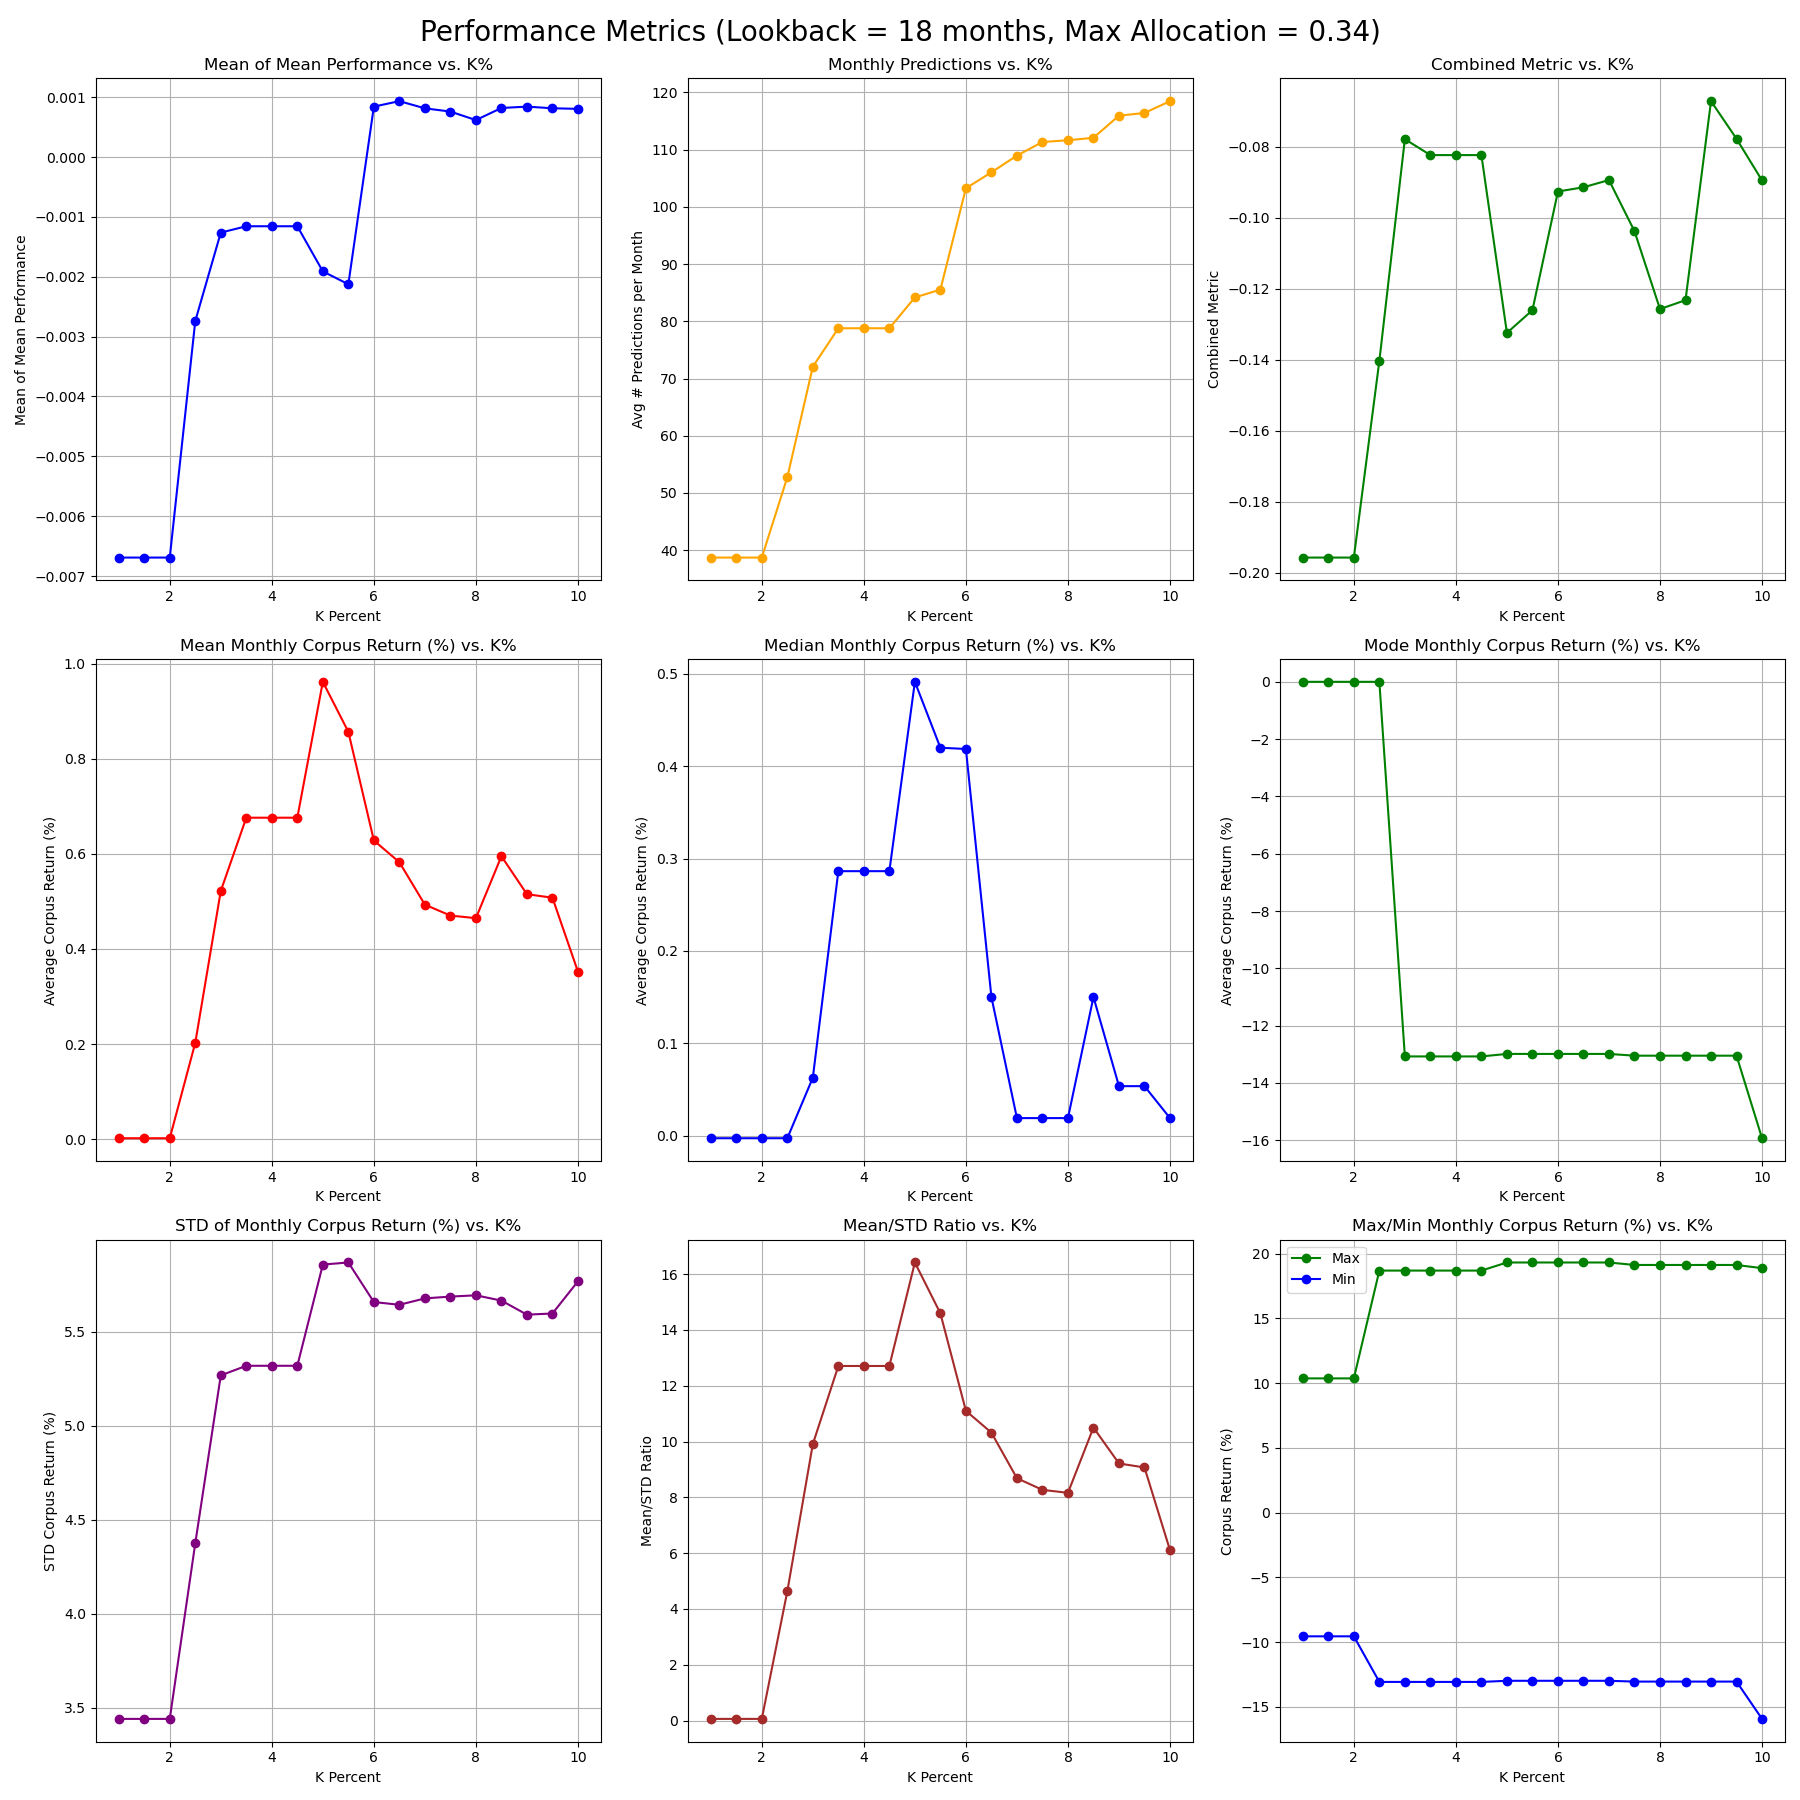 Performance Metrics (Lookback = 18 months, Max Allocation = 0.34)
Mean of Mean Performance vs. K%
0.001
0.000
−0.001
−0.002
−0.003
−0.004
−0.005
−0.006
−0.007
Mean of Mean Performance
2 4 6 8 10
K Percent
Monthly Predictions vs. K%
120
110
100
90
80
70
60
50
40
Avg # Predictions per Month
2 4 6 8 10
K Percent
Combined Metric vs. K%
−0.08
−0.10
−0.12
−0.14
−0.16
−0.18
−0.20
Combined Metric
2 4 6 8 10
K Percent
Mean Monthly Corpus Return (%) vs. K%
1.0
0.8
0.6
0.4
0.2
0.0
Average Corpus Return (%)
2 4 6 8 10
K Percent
Median Monthly Corpus Return (%) vs. K%
0.5
0.4
0.3
0.2
0.1
0.0
Average Corpus Return (%)
2 4 6 8 10
K Percent
Mode Monthly Corpus Return (%) vs. K%
0
−2
−4
−6
−8
−10
−12
−14
−16
Average Corpus Return (%)
2 4 6 8 10
K Percent
STD of Monthly Corpus Return (%) vs. K%
5.5
5.0
4.5
4.0
3.5
STD Corpus Return (%)
2 4 6 8 10
K Percent
Mean/STD Ratio vs. K%
16
14
12
10
8
6
4
2
0
Mean/STD Ratio
2 4 6 8 10
K Percent
Max/Min Monthly Corpus Return (%) vs. K%
Max
Min
20
15
10
5
0
−5
−10
−15
Corpus Return (%)
2 4 6 8 10
K Percent